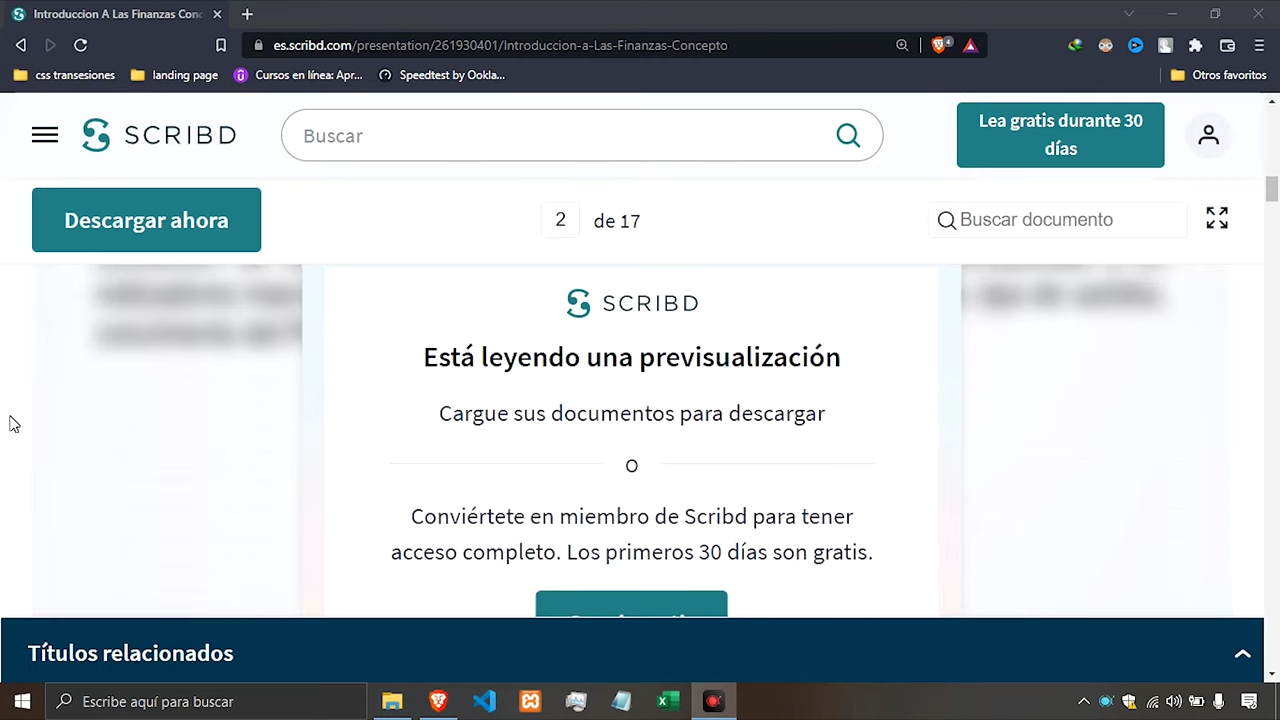 Introduccion A Las Finanzas Conc
es.scribd.com/presentation/261930401/Introduccion-a-Las-Finanzas-Concepto
4
css transesiones
landing page
Cursos en línea: Apr...
Speedtest by Ookla...
Otros favoritos
SCRIBD
Buscar
Lea gratis durante 30
días
Descargar ahora
2 de 17
Buscar documento
SCRIBD
Está leyendo una previsualización
Cargue sus documentos para descargar
O
Conviértete en miembro de Scribd para tener
acceso completo. Los primeros 30 días son gratis.
Títulos relacionados
Escribe aquí para buscar